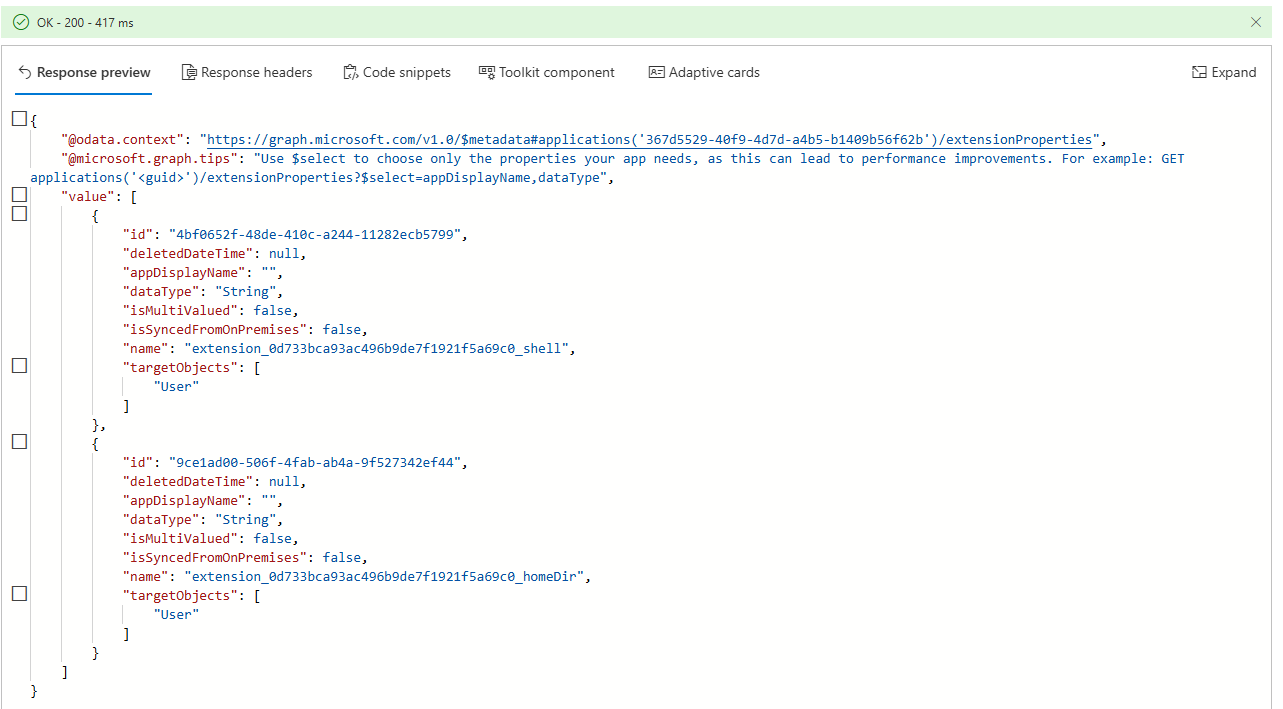 OK - 200 - 417 ms
Response preview Response headers Code snippets Toolkit component Adaptive cards Expand
{
"@odata.context": "https://graph.microsoft.com/v1.0/$metadata#applications('367d5529-40f9-4d7d-a4b5-b1409b56f62b')/extensionProperties",
"@microsoft.graph.tips": "Use $select to choose only the properties your app needs, as this can lead to performance improvements. For example: GET
applications('<guid>')/extensionProperties?$select=appDisplayName,dataType",
"value": [
{
"id": "4bf0652f-48de-410c-a244-11282ecb5799",
"deletedDateTime": null,
"appDisplayName": "",
"dataType": "String",
"isMultiValued": false,
"isSyncedFromOnPremises": false,
"name": "extension_0d733bca93ac496b9de7f1921f5a69c0_shell",
"targetObjects": [
"User"
]
},
{
"id": "9ce1ad00-506f-4fab-ab4a-9f527342ef44",
"deletedDateTime": null,
"appDisplayName": "",
"dataType": "String",
"isMultiValued": false,
"isSyncedFromOnPremises": false,
"name": "extension_0d733bca93ac496b9de7f1921f5a69c0_homeDir",
"targetObjects": [
"User"
]
}
]
}